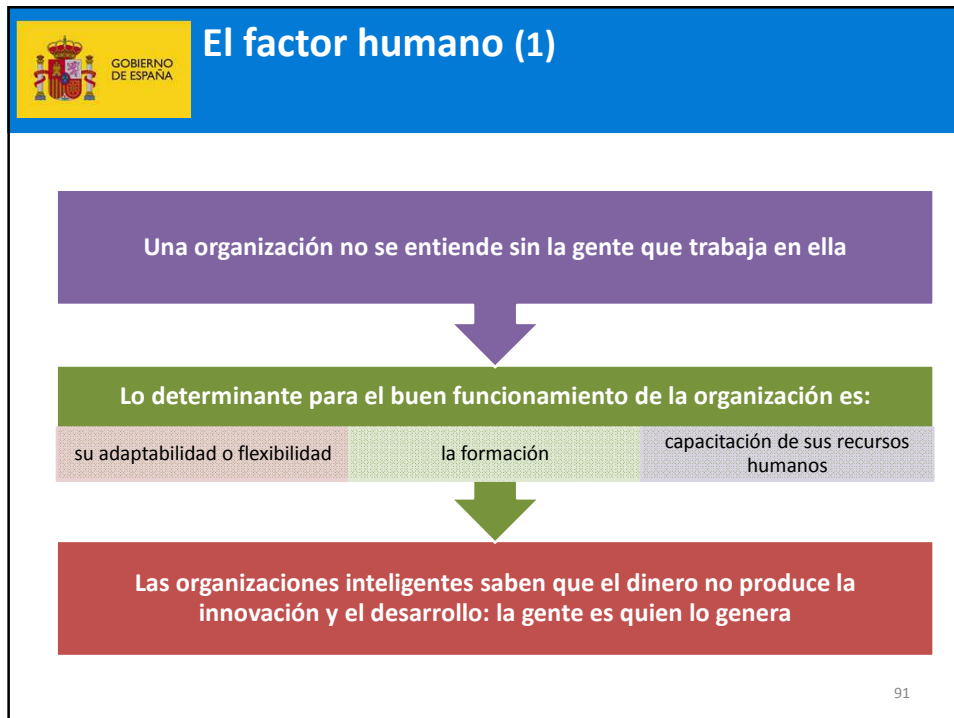 El factor humano (1)
GOBIERNO
DE ESPAÑA
Una organización no se entiende sin la gente que trabaja en ella
Lo determinante para el buen funcionamiento de la organización es:
su adaptabilidad o flexibilidad
la formación
capacitación de sus recursos
humanos
Las organizaciones inteligentes saben que el dinero no produce la
innovación y el desarrollo: la gente es quien lo genera
91